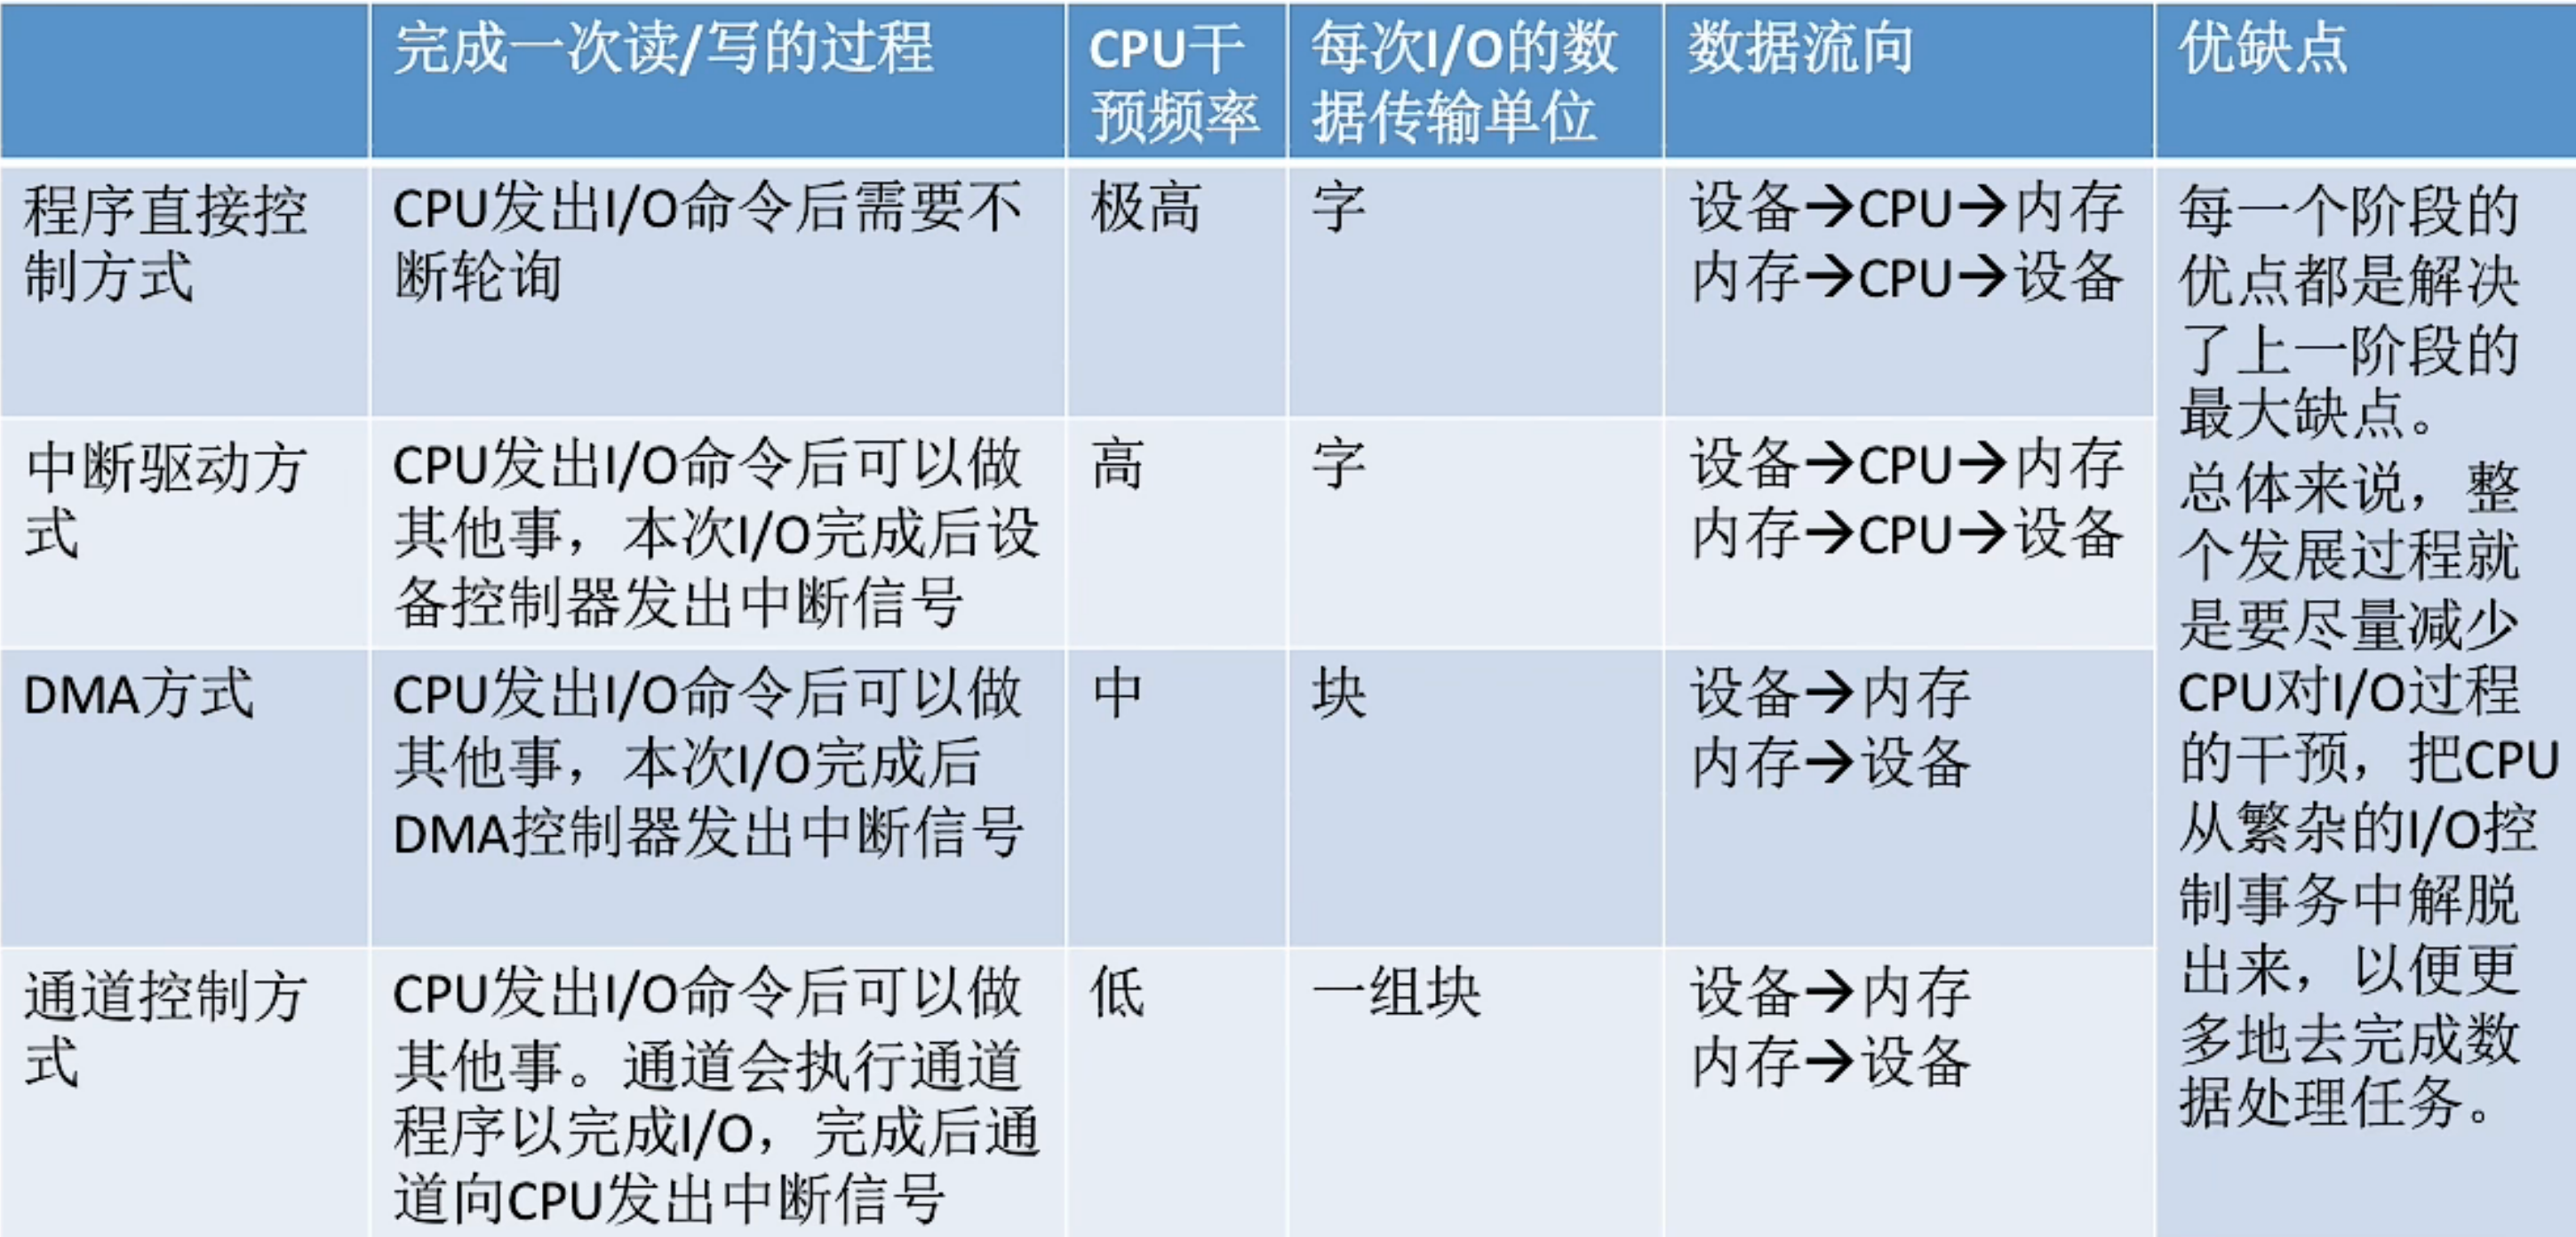 完成一次读/写的过程
CPU干
预频率
每次I/O的数
据传输单位
数据流向
优缺点
程序直接控
制方式
CPU发出I/O命令后需要不
断轮询
极高
字
设备→CPU→内存
内存→CPU→设备
中断驱动方
式
CPU发出I/O命令后可以做
其他事，本次I/O完成后设
备控制器发出中断信号
高
字
设备→CPU→内存
内存→CPU→设备
DMA方式
CPU发出I/O命令后可以做
其他事，本次I/O完成后
DMA控制器发出中断信号
中
块
设备→内存
内存→设备
通道控制方
式
CPU发出I/O命令后可以做
其他事。通道会执行通道
程序以完成I/O，完成后通
道向CPU发出中断信号
低
一组块
设备→内存
内存→设备
每一个阶段的
优点都是解决
了上一阶段的
最大缺点。
总体来说，整
个发展过程就
是要尽量减少
CPU对I/O过程
的干预，把CPU
从繁杂的I/O控
制事务中解脱
出来，以便更
多地去完成数
据处理任务。